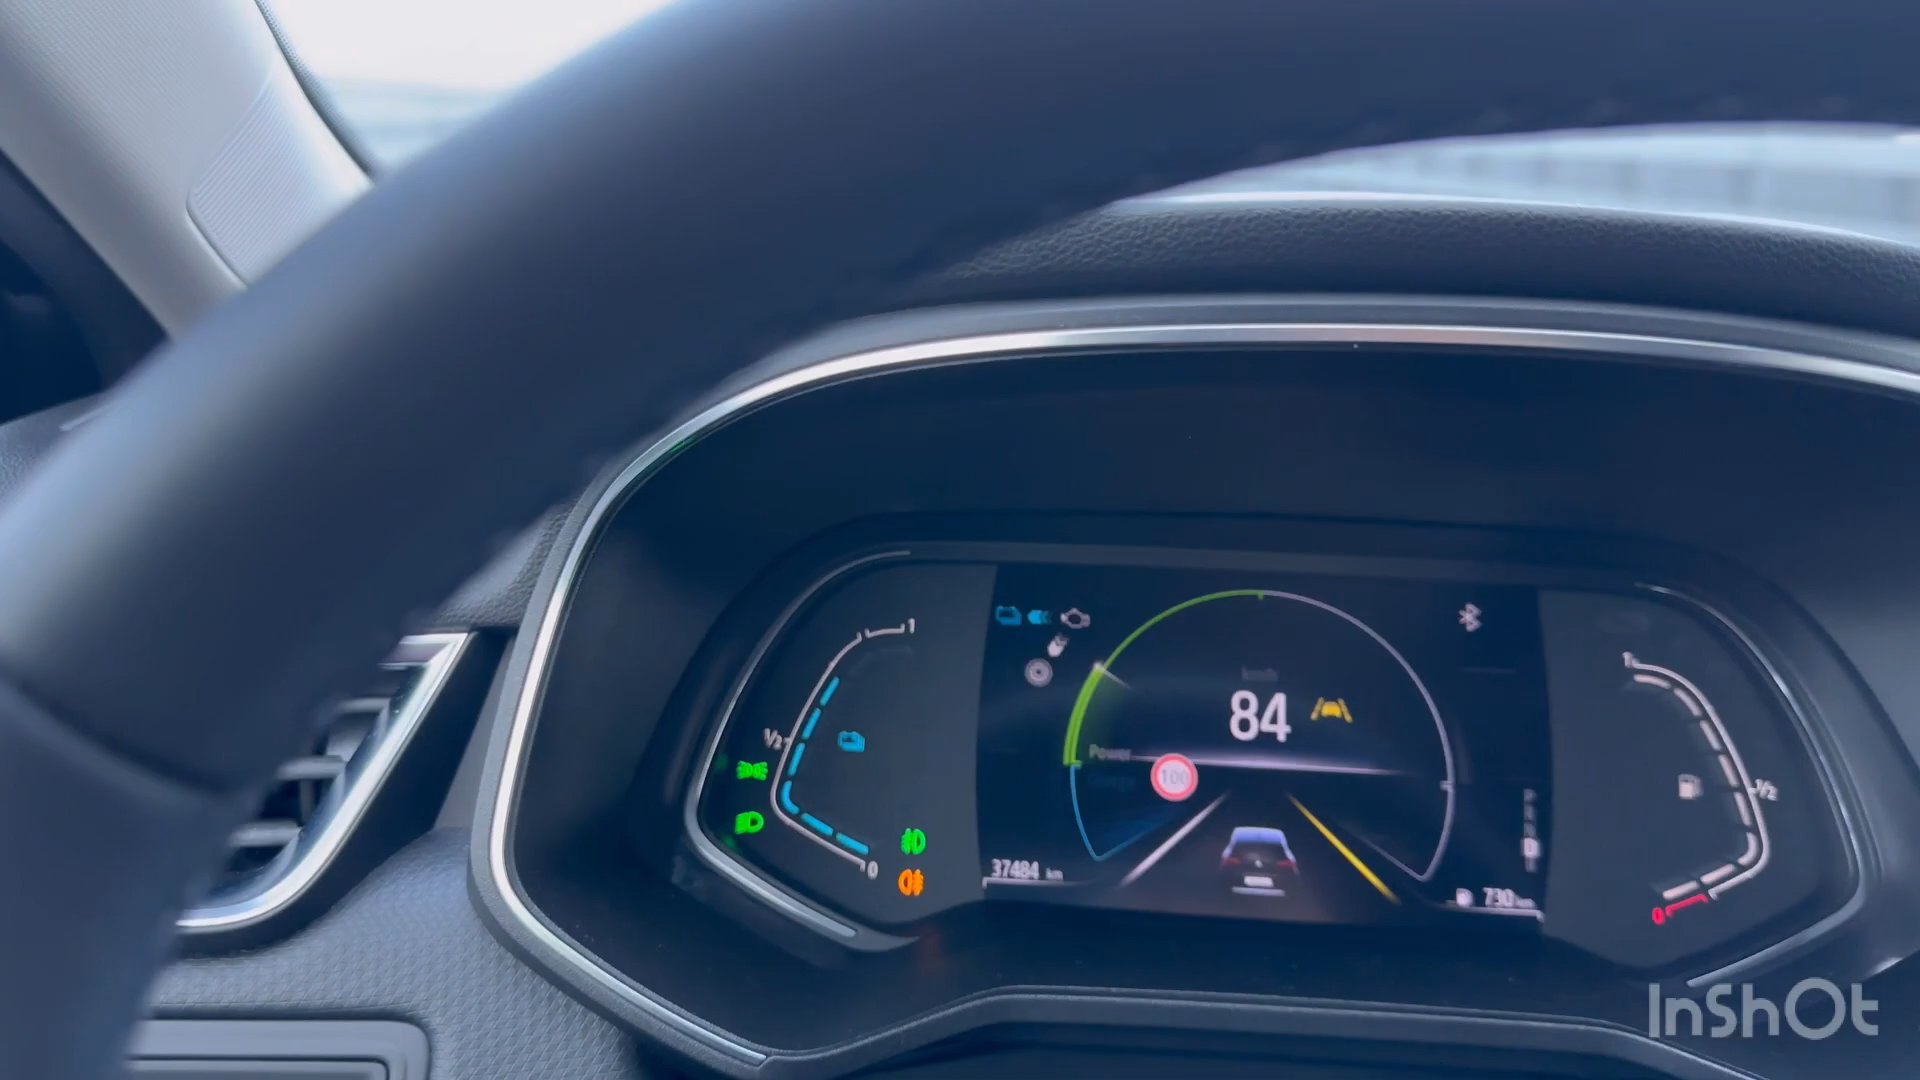 1
1/2
0
km/h
84
Power
Charge
100
37484 km
730 km
P
R
N
D
1
1/2
0
InShOt